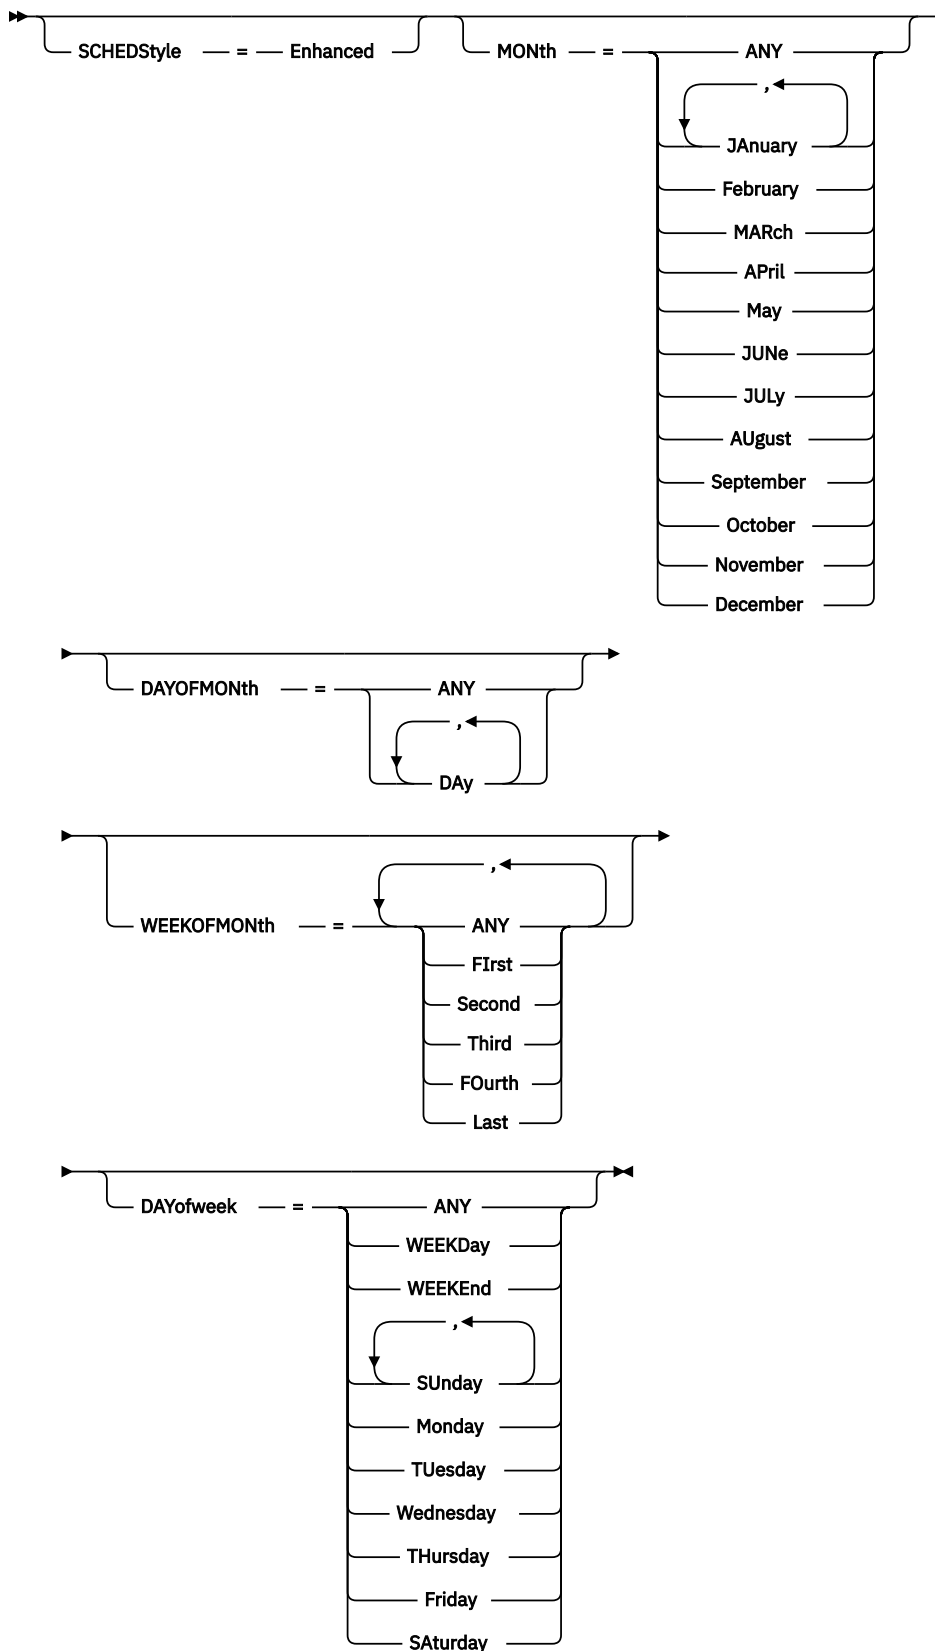 SCHEDStyle = Enhanced MONth = ANY
,
JAnuary
February
MARch
APril
May
JUNe
JULy
AUgust
September
October
November
December
DAYOFMONth = ANY
,
DAy
,
WEEKOFMONth = ANY
FIrst
Second
Third
FOurth
Last
DAYofweek = ANY
WEEKDay
WEEKEnd
,
SUnday
Monday
TUesday
Wednesday
THursday
Friday
SAturday